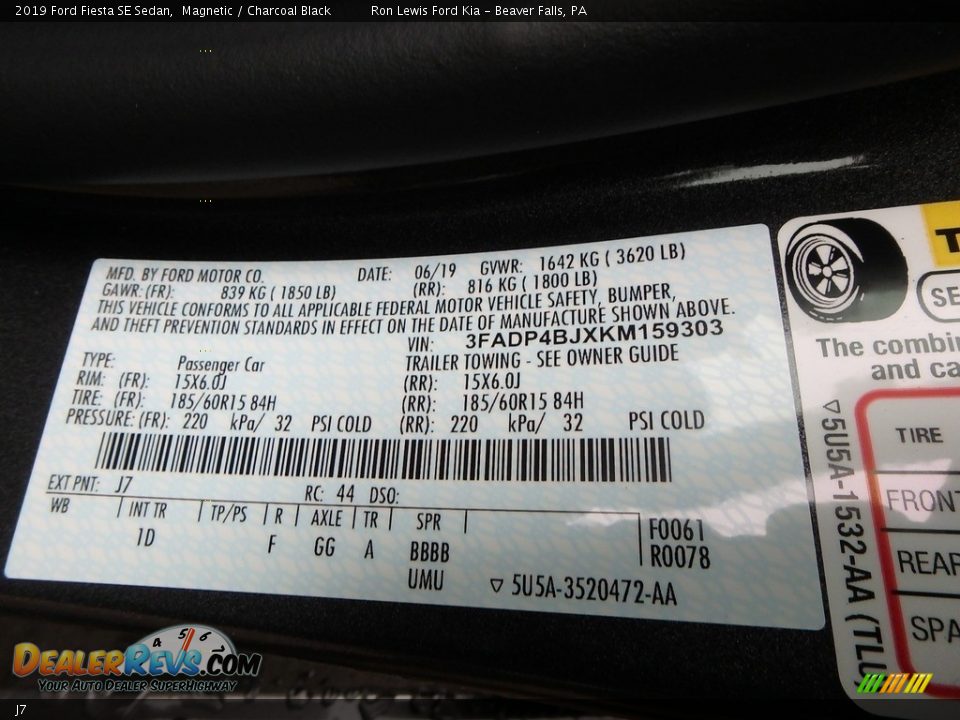 2019 Ford Fiesta SE Sedan,  Magnetic / Charcoal Black    Ron Lewis Ford Kia - Beaver Falls, PA
MFD. BY FORD MOTOR CO. DATE: 06/19 GVWR: 1642 KG ( 3620 LB)
GAWR: (FR): 839 KG ( 1850 LB) (RR): 816 KG ( 1800 LB)
THIS VEHICLE CONFORMS TO ALL APPLICABLE FEDERAL MOTOR VEHICLE SAFETY, BUMPER,
AND THEFT PREVENTION STANDARDS IN EFFECT ON THE DATE OF MANUFACTURE SHOWN ABOVE.
VIN: 3FADP4BJXKM159303
TYPE: Passenger Car TRAILER TOWING - SEE OWNER GUIDE
RIM: (FR): 15X6.0J (RR): 15X6.0J
TIRE: (FR): 185/60R15 84H (RR): 185/60R15 84H
PRESSURE: (FR): 220 kPa/ 32 PSI COLD (RR): 220 kPa/ 32 PSI COLD
EXT PNT: J7 RC: 44 DSO:
WB INT TR TP/PS R AXLE TR SPR F0061
1D F GG A BBBB R0078
UMU ▽ 5U5A-3520472-AA
T
SE
The combin
and ca
TIRE
FRONT
REAR
SPA
▽5U5A-1532-AA (TLU
4 5 6
DEALERREVS.COM
YOUR AUTO DEALER SUPERHIGHWAY
J7